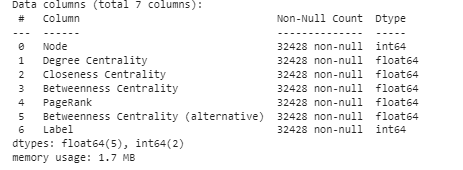 Data columns (total 7 columns):
 #   Column                                Non-Null Count  Dtype
---  ------                                --------------  -----
 0   Node                                  32428 non-null  int64
 1   Degree Centrality                     32428 non-null  float64
 2   Closeness Centrality                  32428 non-null  float64
 3   Betweenness Centrality                32428 non-null  float64
 4   PageRank                              32428 non-null  float64
 5   Betweenness Centrality (alternative)  32428 non-null  float64
 6   Label                                 32428 non-null  int64
dtypes: float64(5), int64(2)
memory usage: 1.7 MB